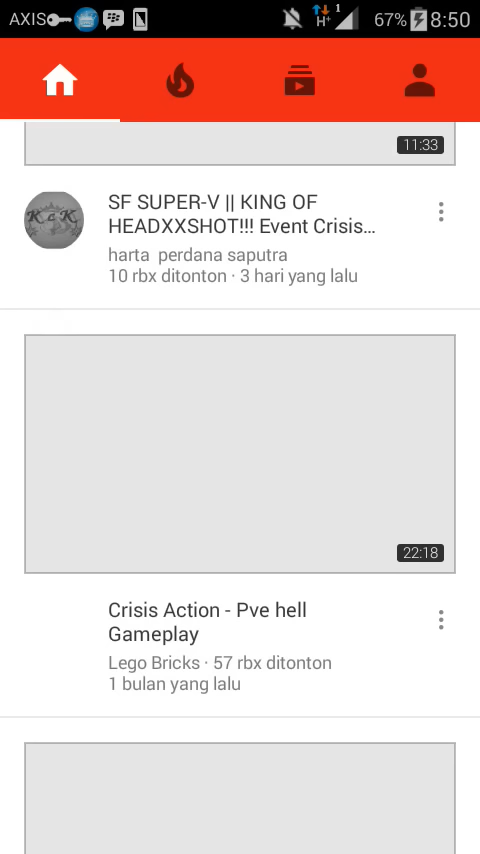 AXIS
H+ 1 67% 8:50
11:33
KcK
SF SUPER-V || KING OF
HEADXXSHOT!!! Event Crisis...
harta perdana saputra
10 rbx ditonton · 3 hari yang lalu
22:18
Crisis Action - Pve hell
Gameplay
Lego Bricks · 57 rbx ditonton
1 bulan yang lalu